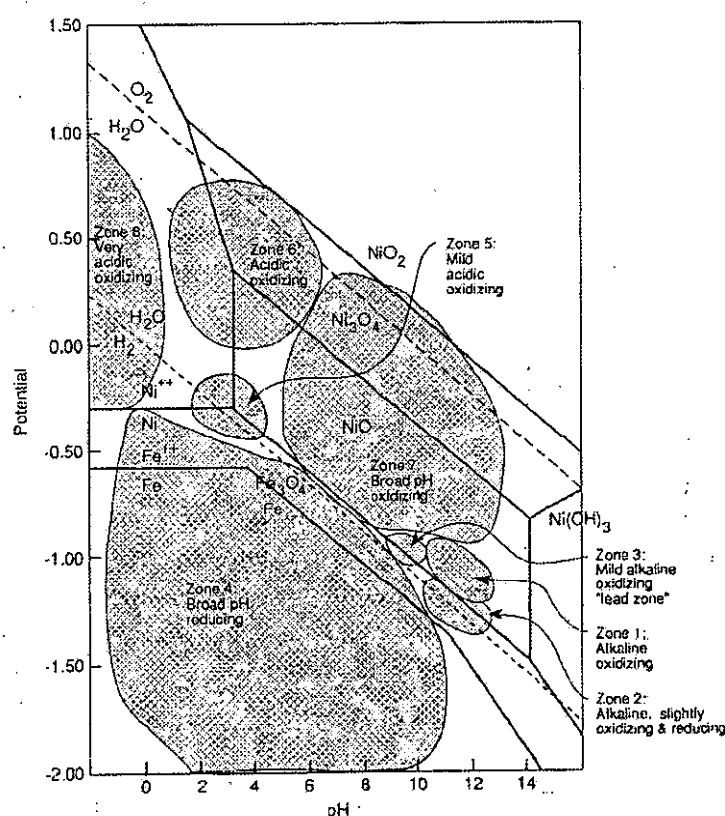 1.50
1.00
0.50
0.00
-0.50
-1.00
-1.50
-2.00
Potential
0
2
4
6
8
10
12
14
pH
O₂
H₂O
Zone 8:
Very
acidic
oxidizing
Zone 6:
Acidic
oxidizing
NiO₂
Zone 5:
Mild
acidic
oxidizing
H₂O
H₂
Ni₃O₄
Ni⁺⁺
Ni
NiO
Fe⁺⁺
Fe
Fe₃O₄
Fe
Zone 7
Broad pH
oxidizing
Ni(OH)₃
Zone 4
Broad pH
reducing
Zone 3:
Mild alkaline
oxidizing
"lead zone"
Zone 1:
Alkaline
oxidizing
Zone 2:
Alkaline, slightly
oxidizing & reducing